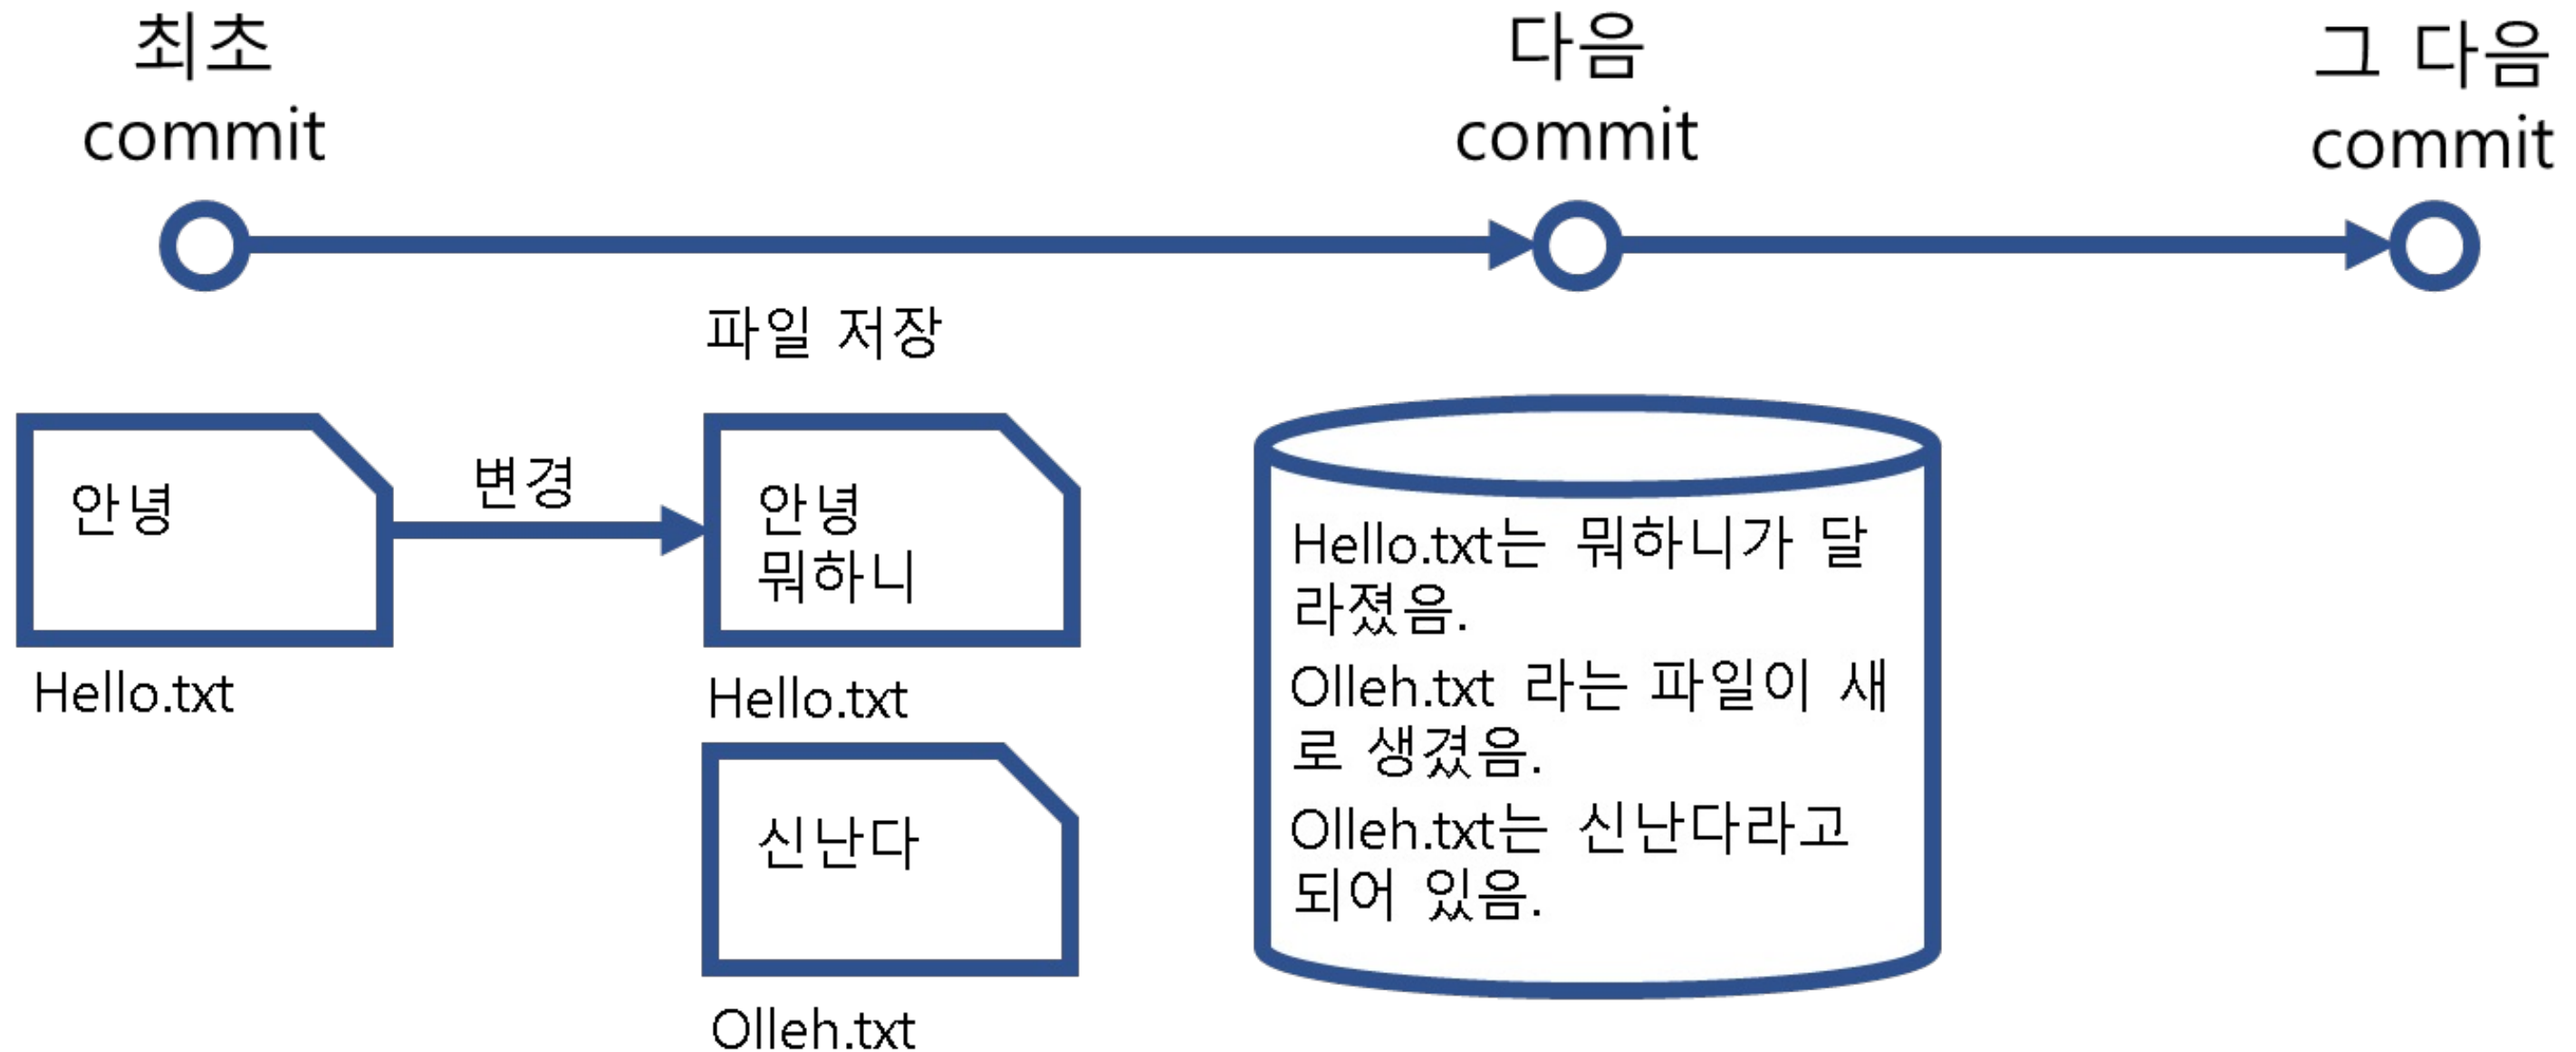 최초
commit
다음
commit
그 다음
commit
파일 저장
안녕
변경
안녕
뭐하니
Hello.txt
Hello.txt
신난다
Olleh.txt
Hello.txt는 뭐하니가 달
라졌음.
Olleh.txt 라는 파일이 새
로 생겼음.
Olleh.txt는 신난다라고
되어 있음.